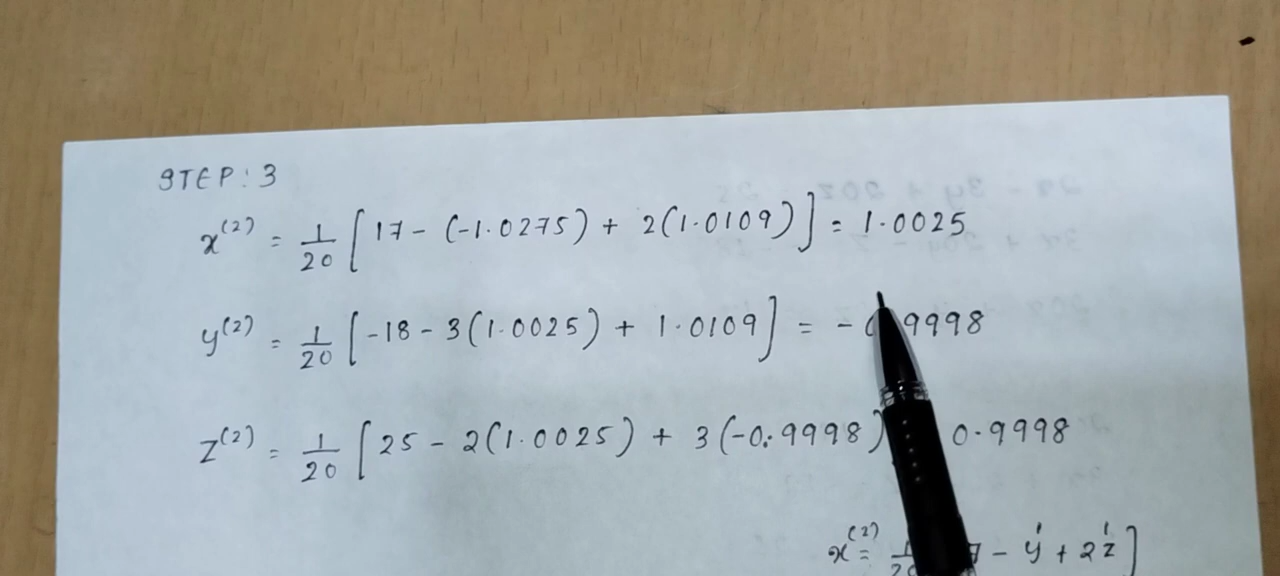 STEP: 3
x⁽²⁾ = 1/20 [17 - (-1.0275) + 2(1.0109)] = 1.0025
y⁽²⁾ = 1/20 [-18 - 3(1.0025) + 1.0109] = - 9998
z⁽²⁾ = 1/20 [25 - 2(1.0025) + 3(-0.9998) 0.9998
x⁽²⁾ = - y¹ + 2z¹]